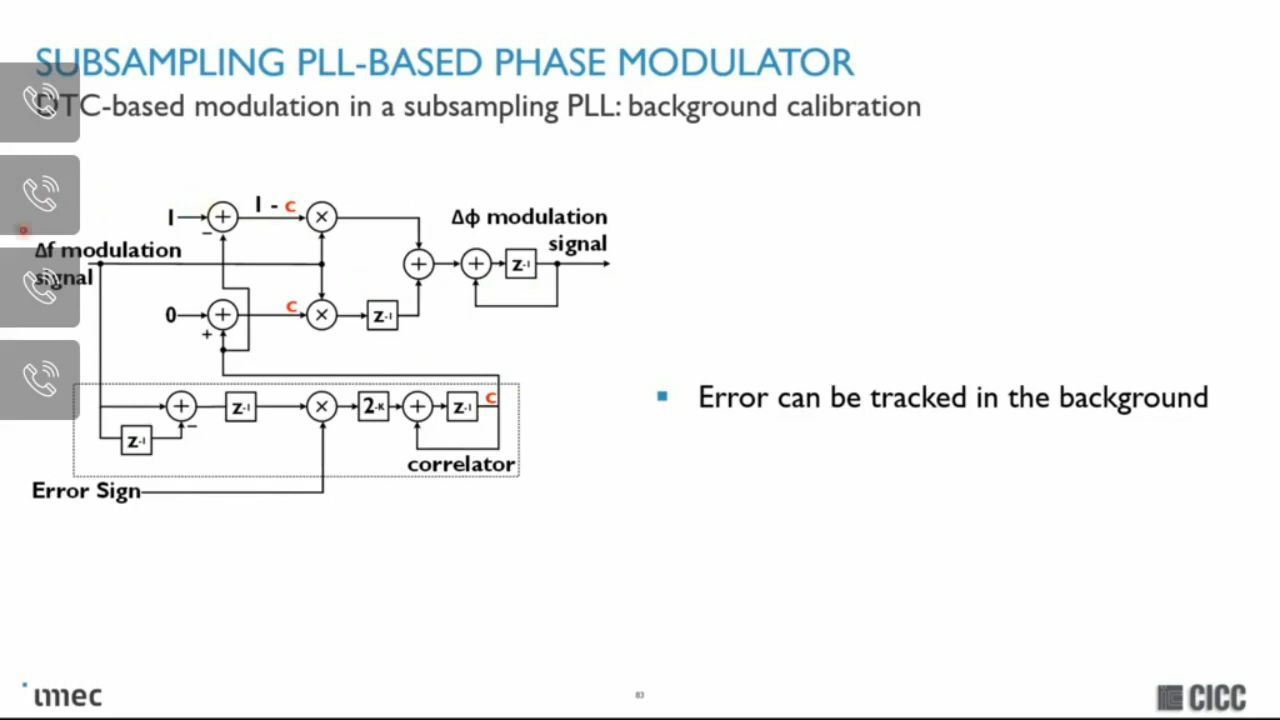 SUBSAMPLING PLL-BASED PHASE MODULATOR
DTC-based modulation in a subsampling PLL: background calibration
1
−
+
1 - c
×
Δϕ modulation
signal
Δf modulation
signal
+
+
z-1
0
+
+
c
×
z-1
+
z-1
×
2-K
+
z-1
c
−
z-1
correlator
Error Sign
Error can be tracked in the background
imec
83
CICC